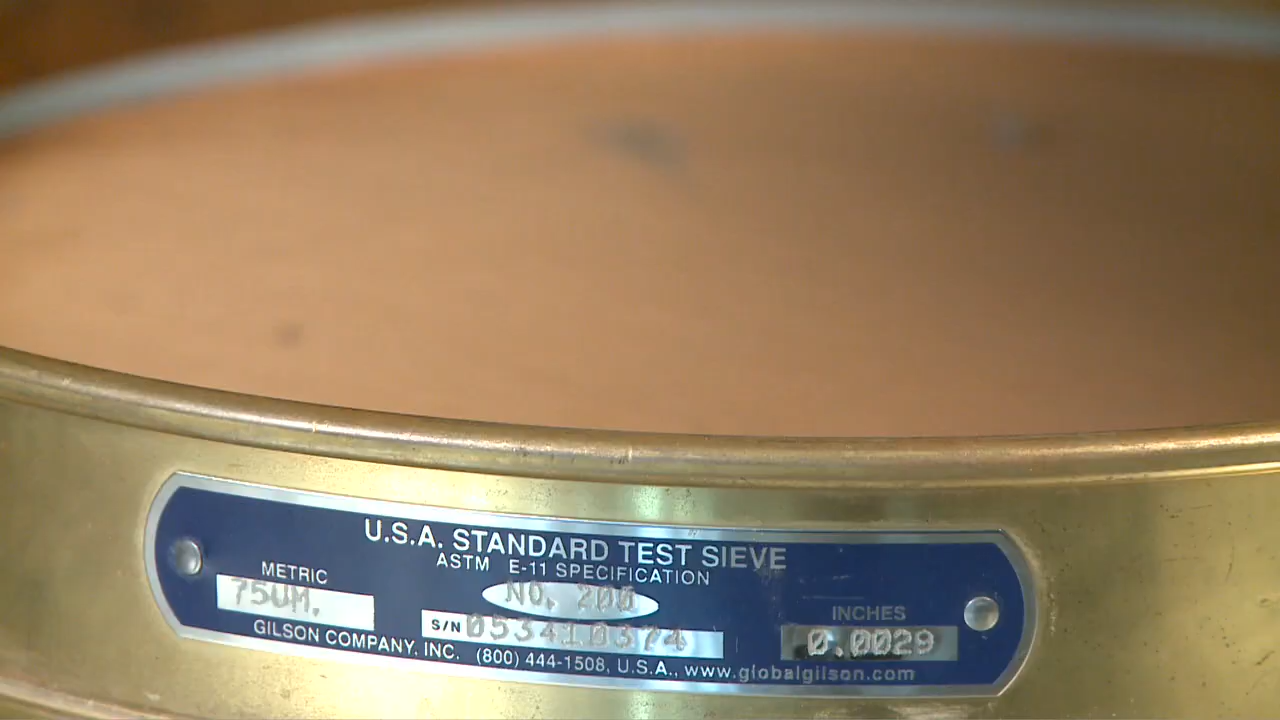 U.S.A. STANDARD TEST SIEVE
ASTM E-11 SPECIFICATION
METRIC
75UM.
NO. 200
S/N 053410374
INCHES
0.0029
GILSON COMPANY, INC. (800) 444-1508, U.S.A., www.globalgilson.com